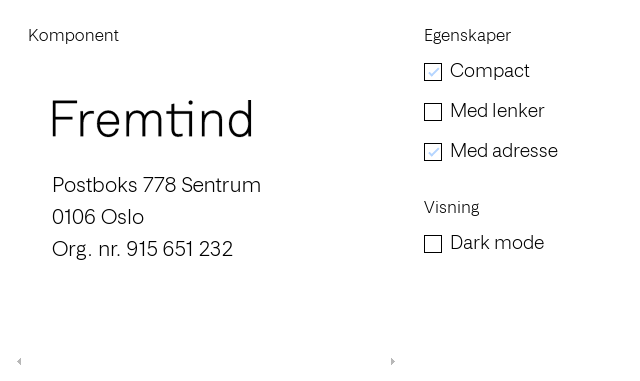 Komponent
Fremtind
Postboks 778 Sentrum
0106 Oslo
Org. nr. 915 651 232
Egenskaper
Compact
Med lenker
Med adresse
Visning
Dark mode